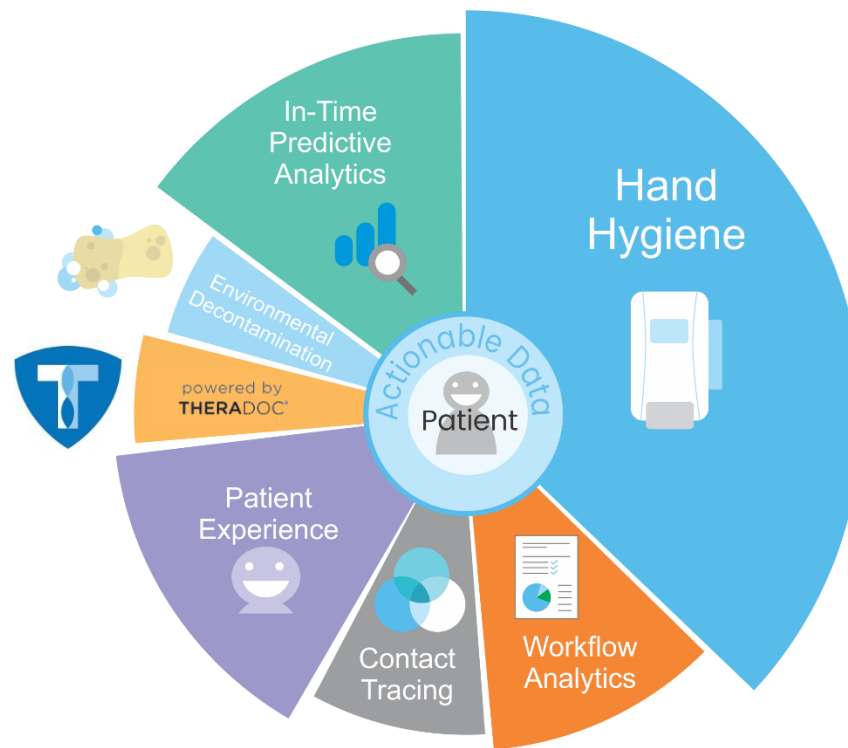 In-Time
Predictive
Analytics
Hand
Hygiene
Environmental
Decontamination
Actionable Data
Patient
powered by
THERADOC®
Patient
Experience
Contact
Tracing
Workflow
Analytics
T